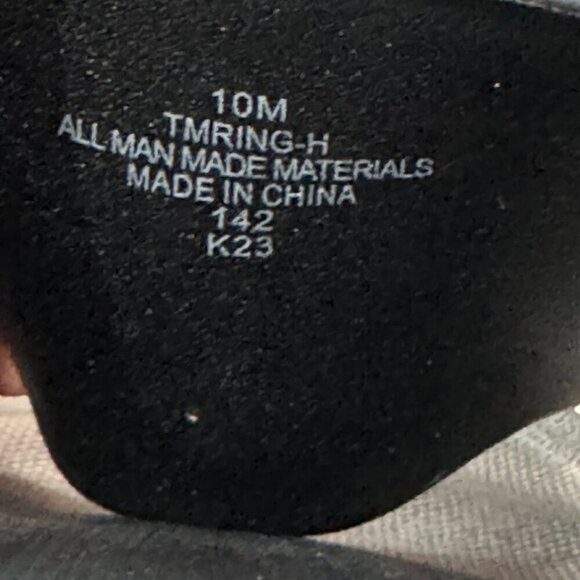 10M
TMRING-H
ALL MAN MADE MATERIALS
MADE IN CHINA
142
K23